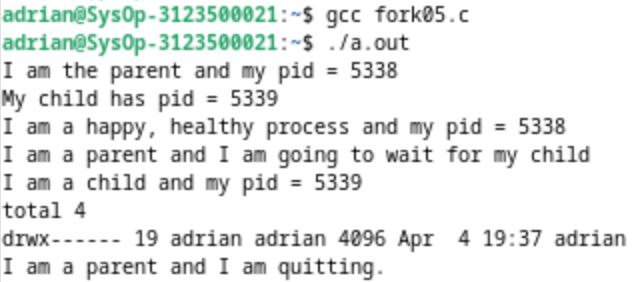 adrian@SysOp-3123500021:~$ gcc fork05.c
adrian@SysOp-3123500021:~$ ./a.out
I am the parent and my pid = 5338
My child has pid = 5339
I am a happy, healthy process and my pid = 5338
I am a parent and I am going to wait for my child
I am a child and my pid = 5339
total 4
drwx------ 19 adrian adrian 4096 Apr  4 19:37 adrian
I am a parent and I am quitting.